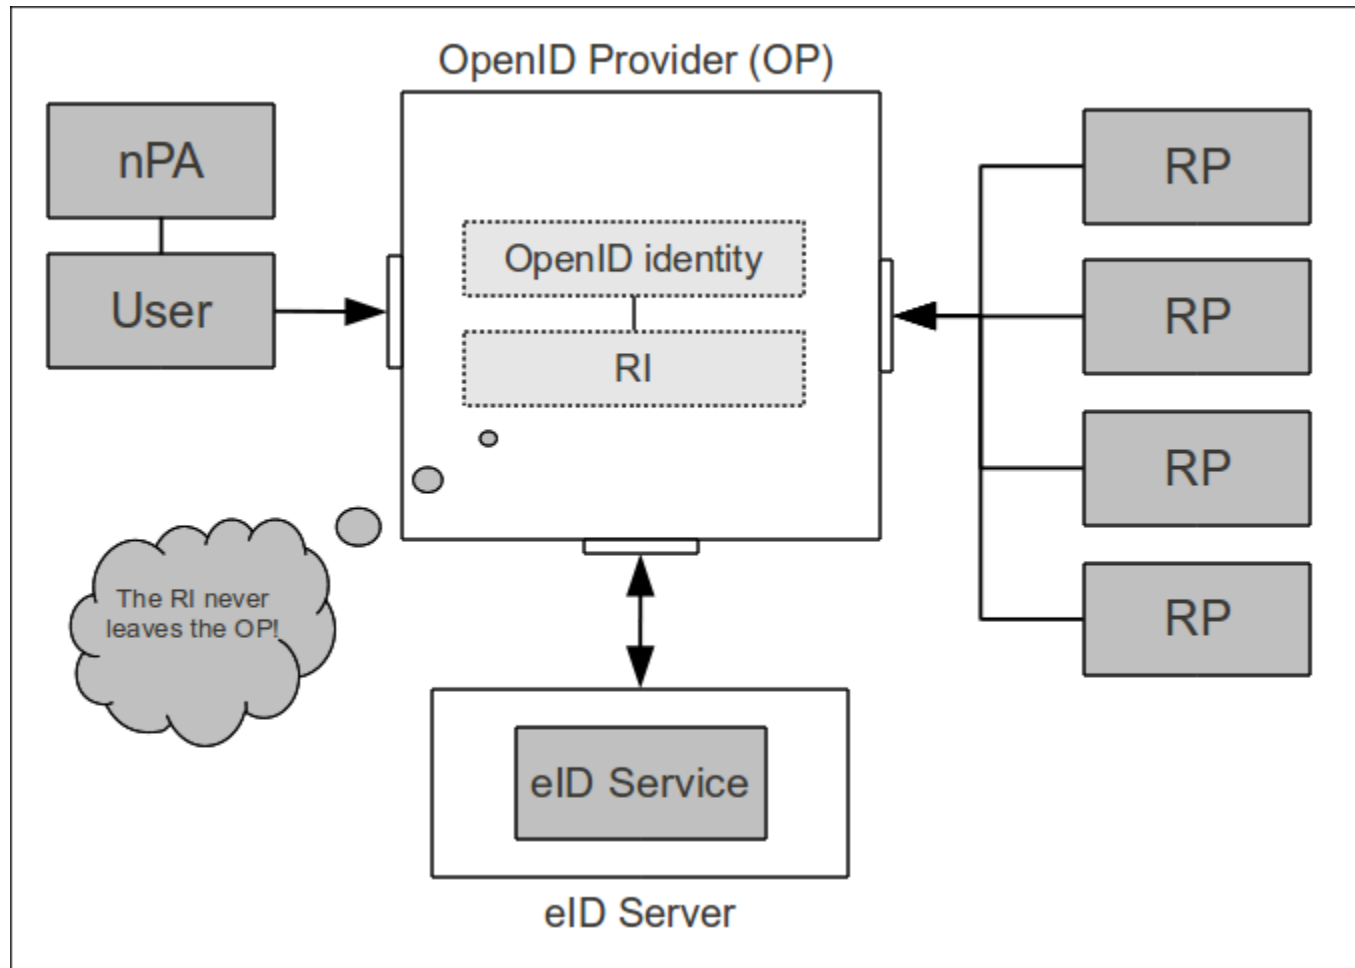 OpenID Provider (OP)
nPA
User
OpenID identity
RI
RP
RP
RP
RP
The RI never
leaves the OP!
eID Service
eID Server